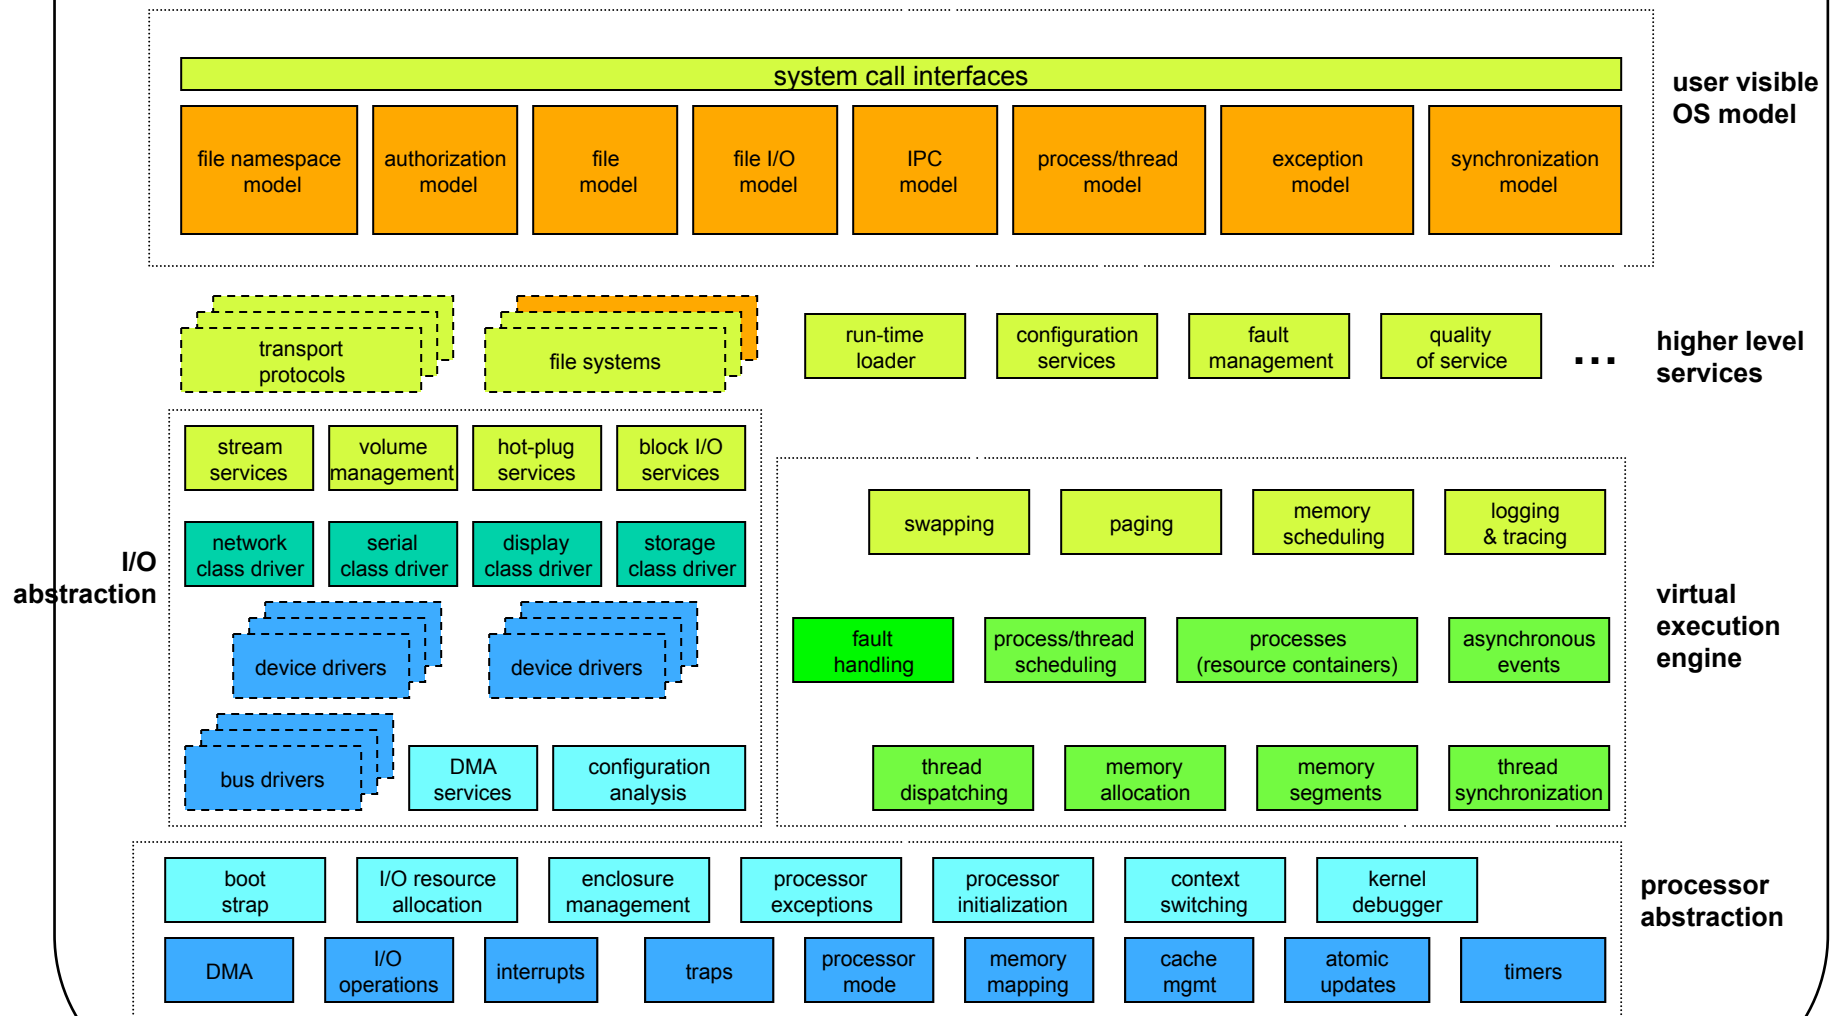 system call interfaces
user visible
OS model
file namespace
model
authorization
model
file
model
file I/O
model
IPC
model
process/thread
model
exception
model
synchronization
model
transport
protocols
file systems
run-time
loader
configuration
services
fault
management
quality
of service
...
higher level
services
stream
services
volume
management
hot-plug
services
block I/O
services
network
class driver
serial
class driver
display
class driver
storage
class driver
I/O
abstraction
device drivers
device drivers
bus drivers
DMA
services
configuration
analysis
swapping
paging
memory
scheduling
logging
& tracing
fault
handling
process/thread
scheduling
processes
(resource containers)
asynchronous
events
virtual
execution
engine
thread
dispatching
memory
allocation
memory
segments
thread
synchronization
boot
strap
I/O resource
allocation
enclosure
management
processor
exceptions
processor
initialization
context
switching
kernel
debugger
processor
abstraction
DMA
I/O
operations
interrupts
traps
processor
mode
memory
mapping
cache
mgmt
atomic
updates
timers